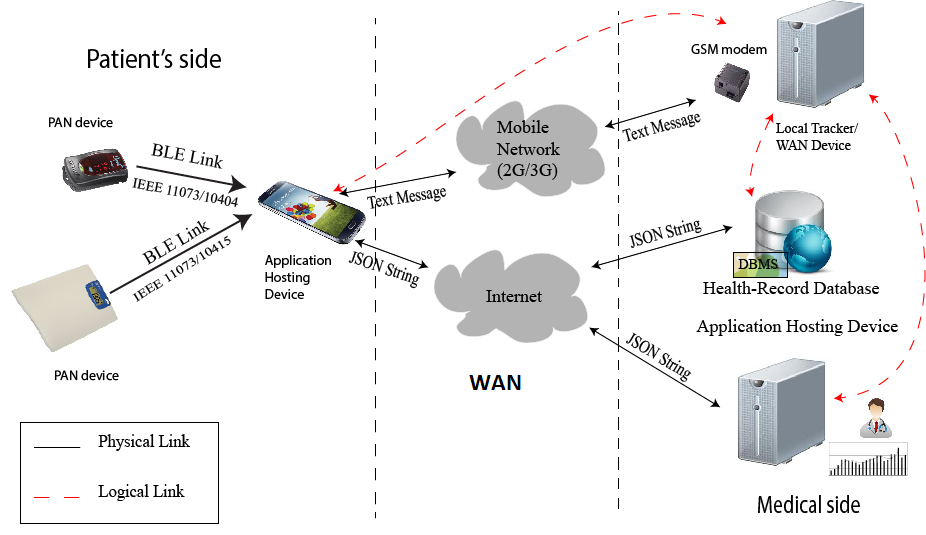 Patient's side
PAN device
BLE Link
IEEE 11073/10404
BLE Link
IEEE 11073/10415
PAN device
Application
Hosting
Device
Physical Link
Logical Link
Mobile
Network
(2G/3G)
Text Message
Text Message
JSON String
Internet
JSON String
JSON String
WAN
GSM modem
Local Tracker/
WAN Device
DBMS
Health-Record Database
Application Hosting Device
Medical side